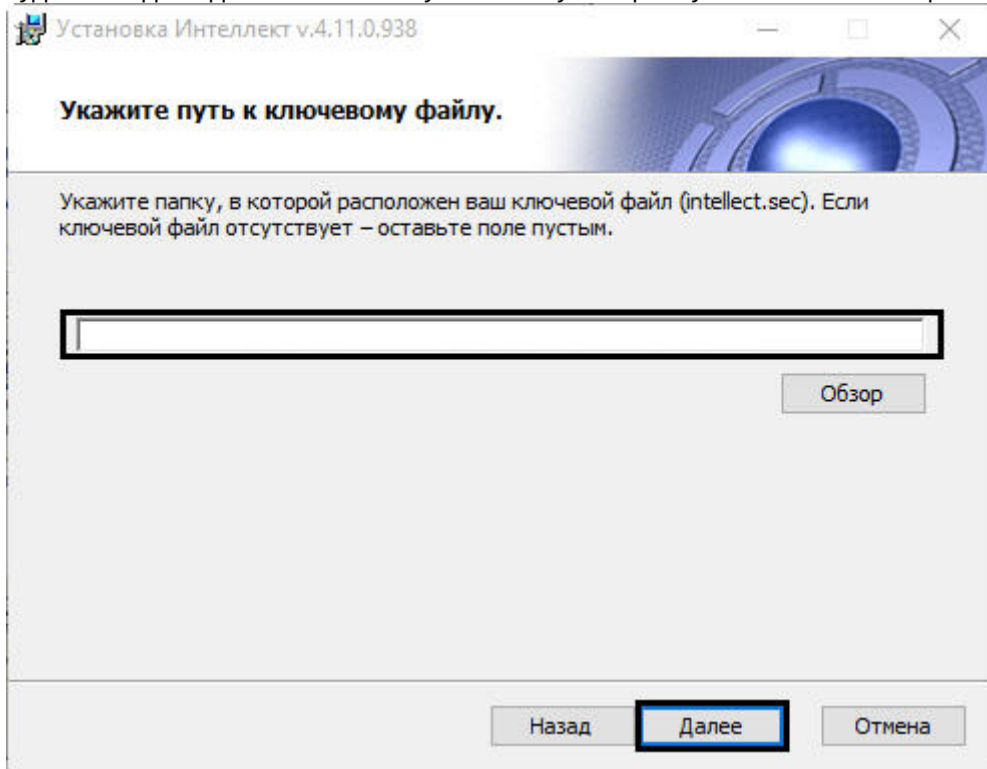 Установка Интеллект v.4.11.0.938
Укажите путь к ключевому файлу.
Укажите папку, в которой расположен ваш ключевой файл (intellect.sec). Если
ключевой файл отсутствует – оставьте поле пустым.
Обзор
Назад Далее Отмена